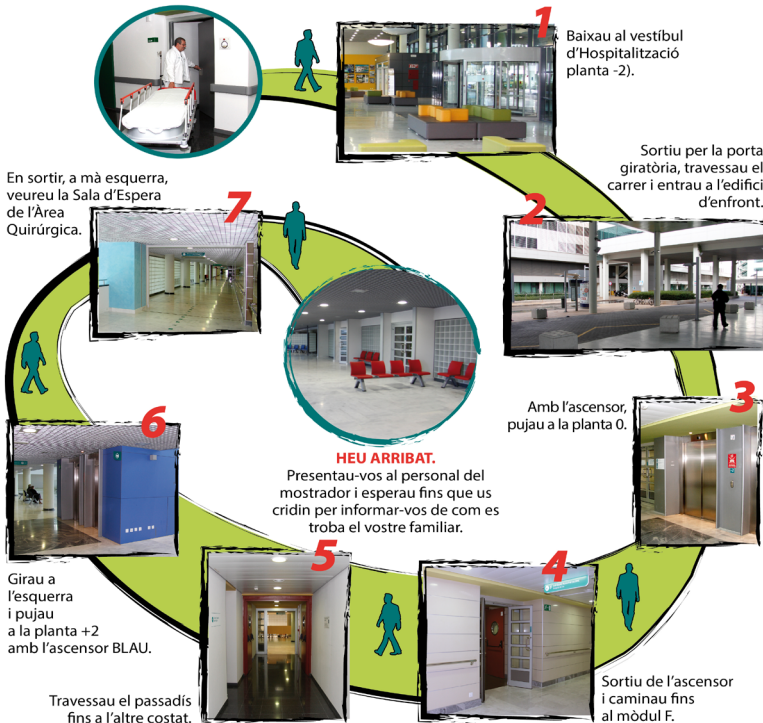 1
Baixau al vestíbul
d’Hospitalització
planta -2).
Sortiu per la porta
giratòria, travessau el
carrer i entrau a l’edifici
d’enfront.
2
Amb l’ascensor,
pujau a la planta 0.
3
4
Sortiu de l’ascensor
i caminau fins
al mòdul F.
5
Travessau el passadís
fins a l’altre costat.
6
Girau a
l’esquerra
i pujau
a la planta +2
amb l’ascensor BLAU.
En sortir, a mà esquerra,
veureu la Sala d’Espera
de l’Àrea
Quirúrgica.
7
HEU ARRIBAT.
Presentau-vos al personal del
mostrador i esperau fins que us
cridin per informar-vos de com es
troba el vostre familiar.